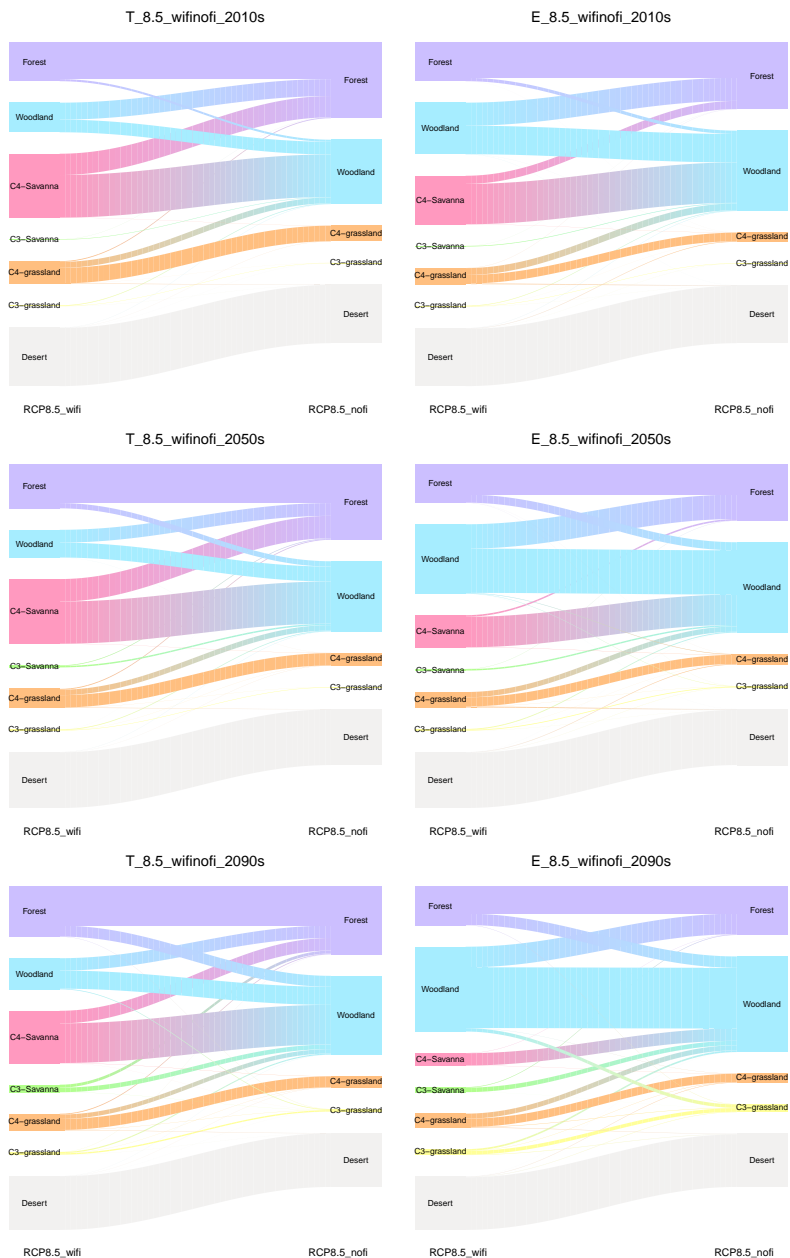 T_8.5_wifinofi_2010s
Forest
Woodland
C4−Savanna
C3−Savanna
C4−grassland
C3−grassland
Desert
Forest
Woodland
C4−grassland
C3−grassland
Desert
RCP8.5_wifi
RCP8.5_nofi
E_8.5_wifinofi_2010s
Forest
Woodland
C4−Savanna
C3−Savanna
C4−grassland
C3−grassland
Desert
Forest
Woodland
C4−grassland
C3−grassland
Desert
RCP8.5_wifi
RCP8.5_nofi
T_8.5_wifinofi_2050s
Forest
Woodland
C4−Savanna
C3−Savanna
C4−grassland
C3−grassland
Desert
Forest
Woodland
C4−grassland
C3−grassland
Desert
RCP8.5_wifi
RCP8.5_nofi
E_8.5_wifinofi_2050s
Forest
Woodland
C4−Savanna
C3−Savanna
C4−grassland
C3−grassland
Desert
Forest
Woodland
C4−grassland
C3−grassland
Desert
RCP8.5_wifi
RCP8.5_nofi
T_8.5_wifinofi_2090s
Forest
Woodland
C4−Savanna
C3−Savanna
C4−grassland
C3−grassland
Desert
Forest
Woodland
C4−grassland
C3−grassland
Desert
RCP8.5_wifi
RCP8.5_nofi
E_8.5_wifinofi_2090s
Forest
Woodland
C4−Savanna
C3−Savanna
C4−grassland
C3−grassland
Desert
Forest
Woodland
C4−grassland
C3−grassland
Desert
RCP8.5_wifi
RCP8.5_nofi